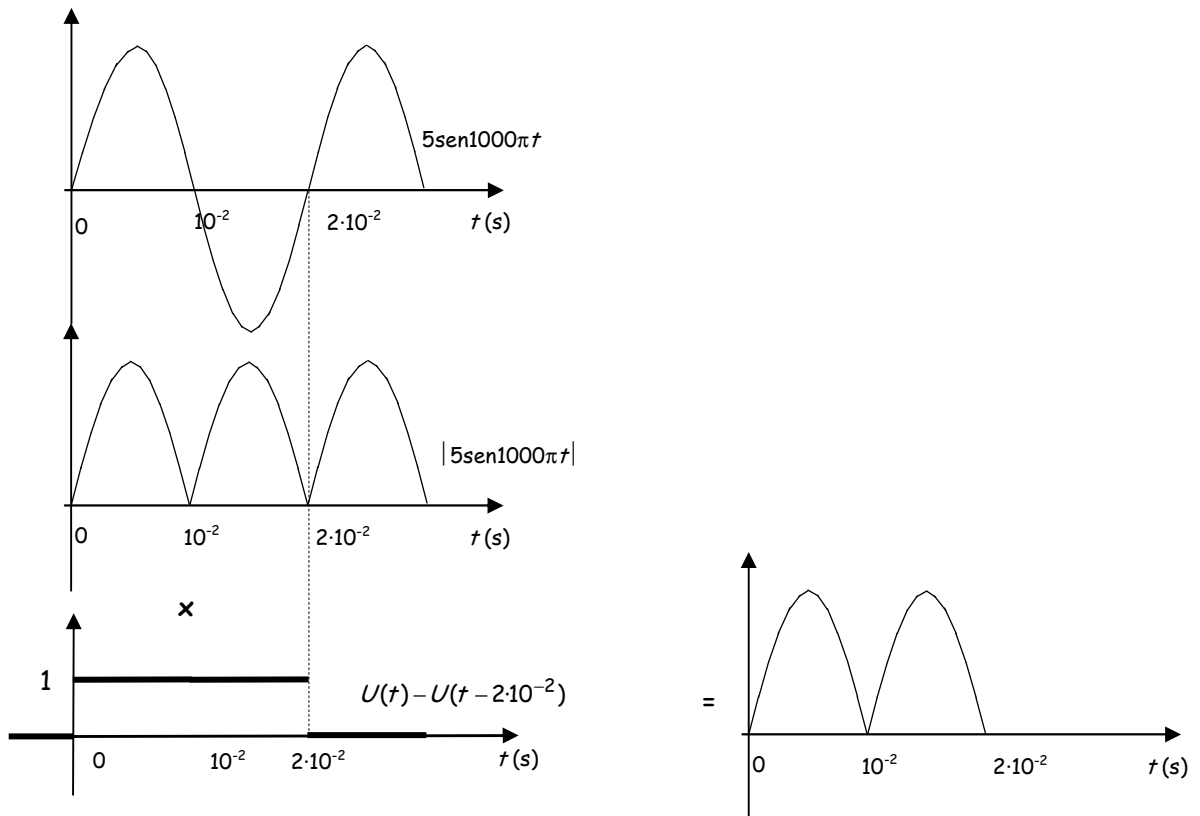 5sen1000πt
0 10⁻² 2·10⁻² t (s)
|5sen1000πt|
0 10⁻² 2·10⁻² t (s)
×
1 U(t) – U(t – 2·10⁻²)
0 10⁻² 2·10⁻² t (s)
=
0 10⁻² 2·10⁻² t (s)